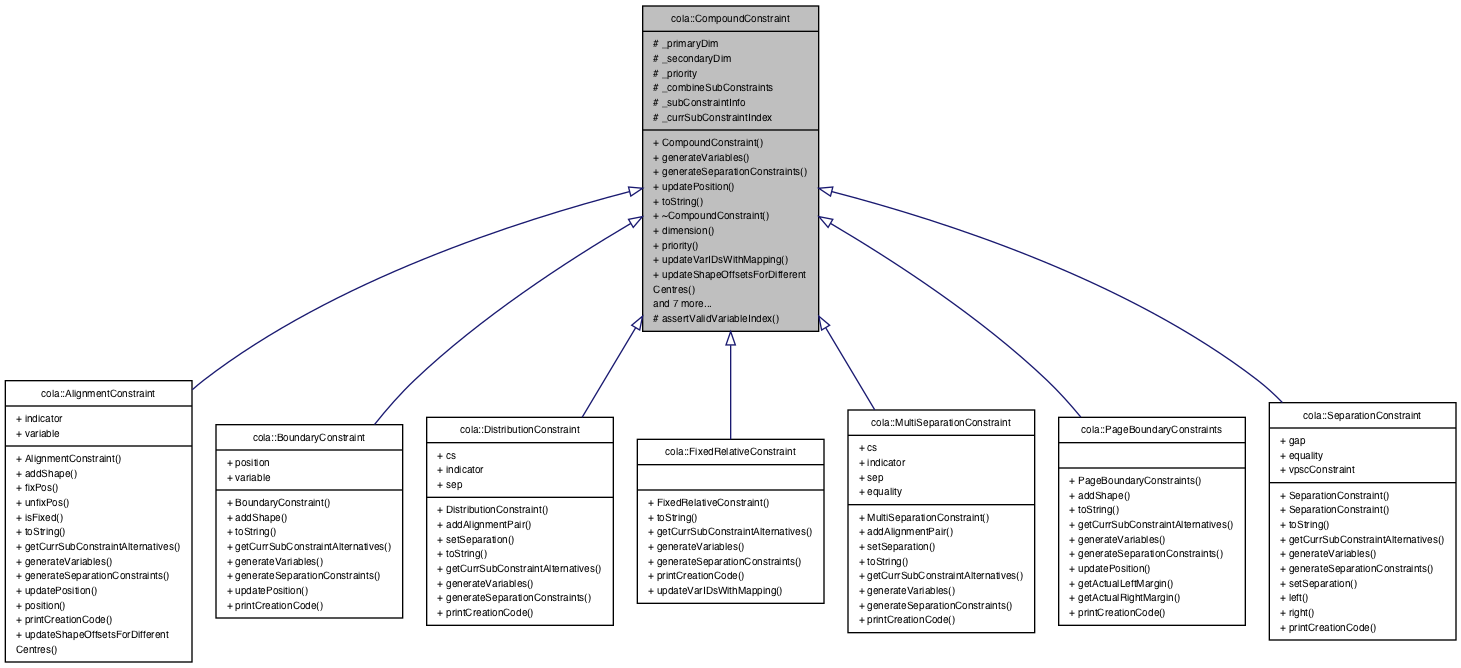 cola::CompoundConstraint
# _primaryDim
# _secondaryDim
# _priority
# _combineSubConstraints
# _subConstraintInfo
# _currSubConstraintIndex
+ CompoundConstraint()
+ generateVariables()
+ generateSeparationConstraints()
+ updatePosition()
+ toString()
+ ~CompoundConstraint()
+ dimension()
+ priority()
+ updateVarIDsWithMapping()
+ updateShapeOffsetsForDifferent
Centres()
and 7 more...
# assertValidVariableIndex()
cola::AlignmentConstraint
+ indicator
+ variable
+ AlignmentConstraint()
+ addShape()
+ fixPos()
+ unfixPos()
+ isFixed()
+ toString()
+ getCurrSubConstraintAlternatives()
+ generateVariables()
+ generateSeparationConstraints()
+ updatePosition()
+ position()
+ printCreationCode()
+ updateShapeOffsetsForDifferent
Centres()
cola::BoundaryConstraint
+ position
+ variable
+ BoundaryConstraint()
+ addShape()
+ toString()
+ getCurrSubConstraintAlternatives()
+ generateVariables()
+ generateSeparationConstraints()
+ updatePosition()
+ printCreationCode()
cola::DistributionConstraint
+ cs
+ indicator
+ sep
+ DistributionConstraint()
+ addAlignmentPair()
+ setSeparation()
+ toString()
+ getCurrSubConstraintAlternatives()
+ generateVariables()
+ generateSeparationConstraints()
+ printCreationCode()
cola::FixedRelativeConstraint
+ FixedRelativeConstraint()
+ toString()
+ getCurrSubConstraintAlternatives()
+ generateVariables()
+ generateSeparationConstraints()
+ printCreationCode()
+ updateVarIDsWithMapping()
cola::MultiSeparationConstraint
+ cs
+ indicator
+ sep
+ equality
+ MultiSeparationConstraint()
+ addAlignmentPair()
+ setSeparation()
+ toString()
+ getCurrSubConstraintAlternatives()
+ generateVariables()
+ generateSeparationConstraints()
+ printCreationCode()
cola::PageBoundaryConstraints
+ PageBoundaryConstraints()
+ addShape()
+ toString()
+ getCurrSubConstraintAlternatives()
+ generateVariables()
+ generateSeparationConstraints()
+ updatePosition()
+ getActualLeftMargin()
+ getActualRightMargin()
+ printCreationCode()
cola::SeparationConstraint
+ gap
+ equality
+ vpscConstraint
+ SeparationConstraint()
+ SeparationConstraint()
+ toString()
+ getCurrSubConstraintAlternatives()
+ generateVariables()
+ generateSeparationConstraints()
+ setSeparation()
+ left()
+ right()
+ printCreationCode()